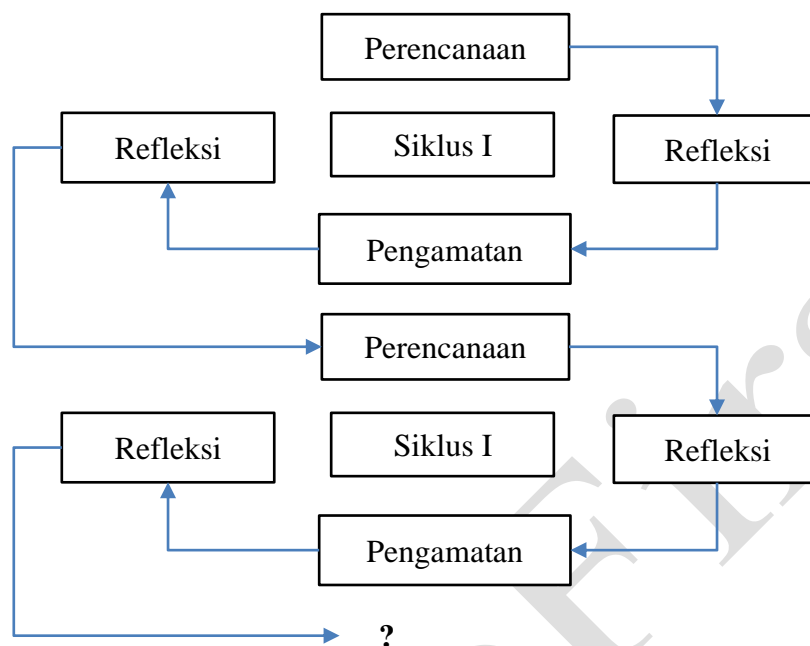 Perencanaan
Refleksi
Siklus I
Refleksi
Pengamatan
Perencanaan
Refleksi
Siklus I
Refleksi
Pengamatan
?